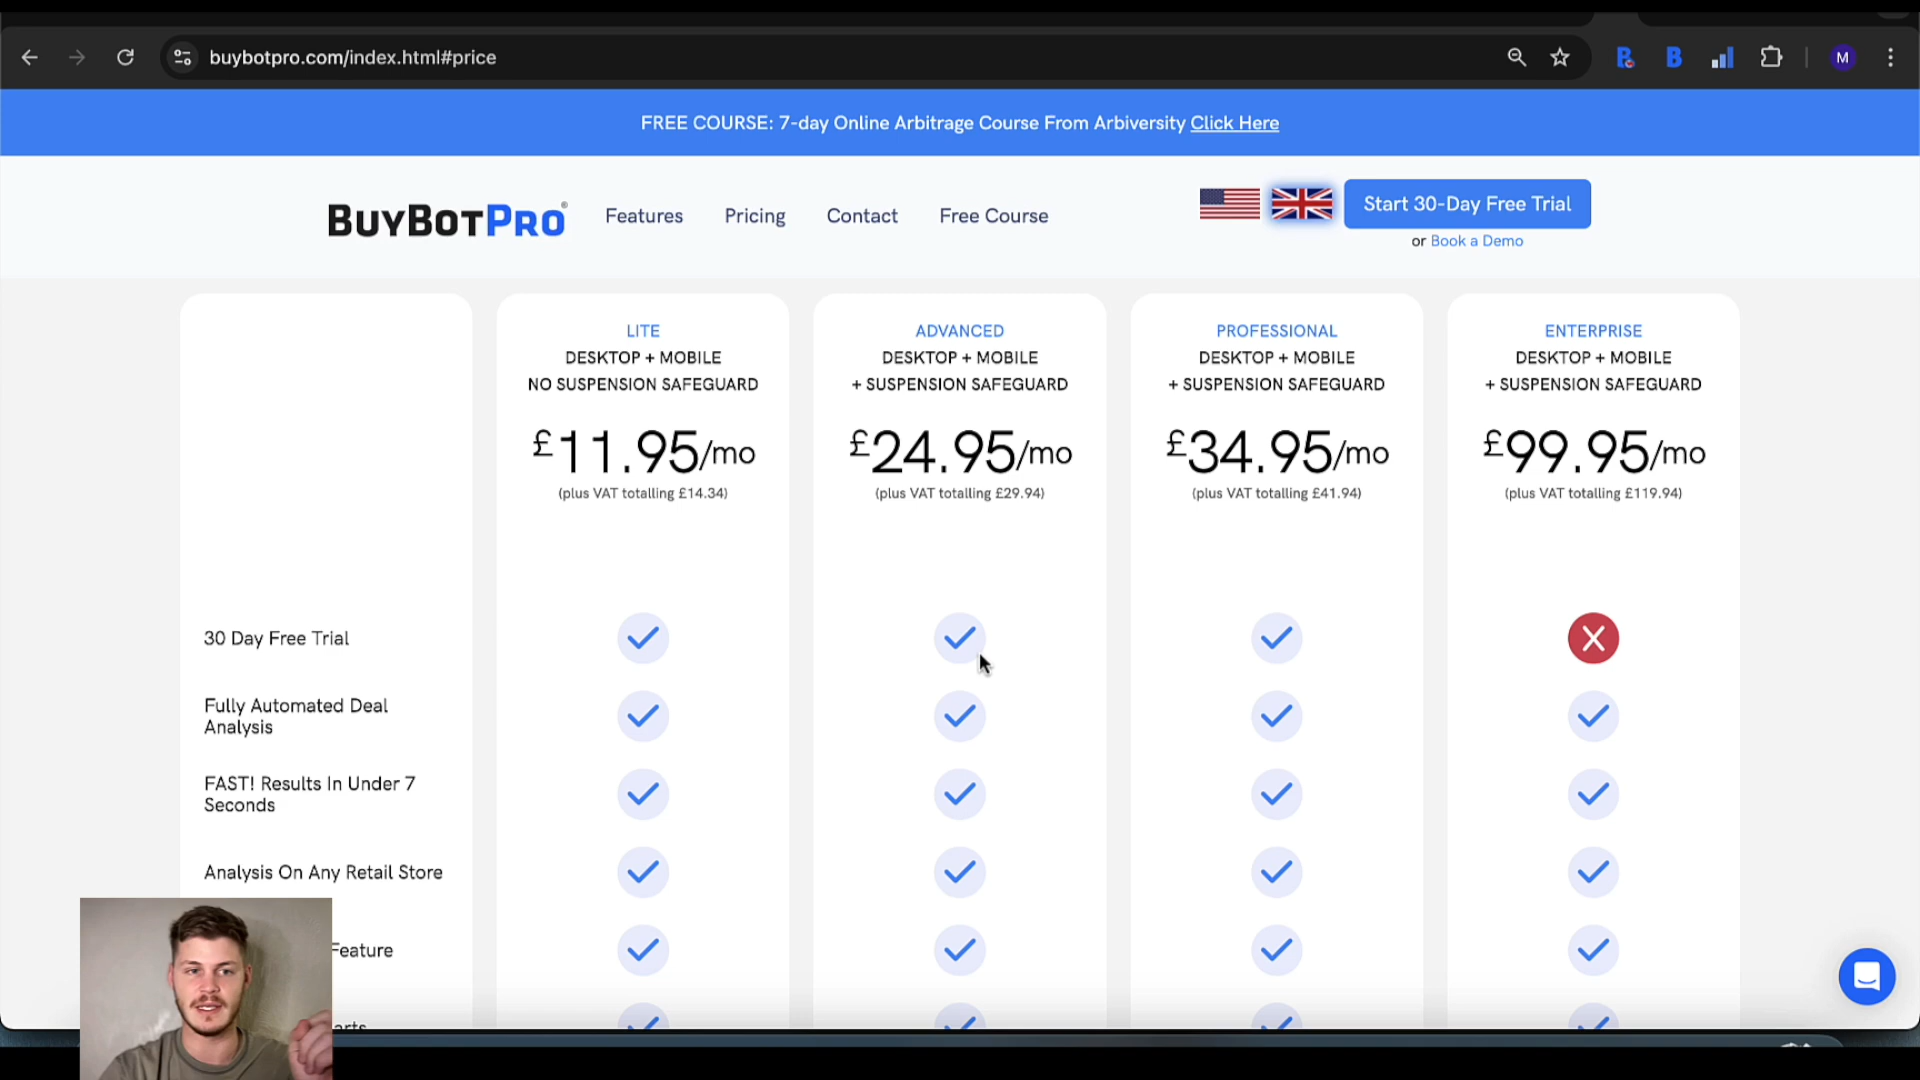 buybotpro.com/index.html#price
M
FREE COURSE: 7-day Online Arbitrage Course From Arbiversity Click Here
BUYBOTPRO®
Features
Pricing
Contact
Free Course
Start 30-Day Free Trial
or Book a Demo
LITE
DESKTOP + MOBILE
NO SUSPENSION SAFEGUARD
£11.95/mo
(plus VAT totalling £14.34)
ADVANCED
DESKTOP + MOBILE
+ SUSPENSION SAFEGUARD
£24.95/mo
(plus VAT totalling £29.94)
PROFESSIONAL
DESKTOP + MOBILE
+ SUSPENSION SAFEGUARD
£34.95/mo
(plus VAT totalling £41.94)
ENTERPRISE
DESKTOP + MOBILE
+ SUSPENSION SAFEGUARD
£99.95/mo
(plus VAT totalling £119.94)
30 Day Free Trial
Fully Automated Deal
Analysis
FAST! Results In Under 7
Seconds
Analysis On Any Retail Store
Feature